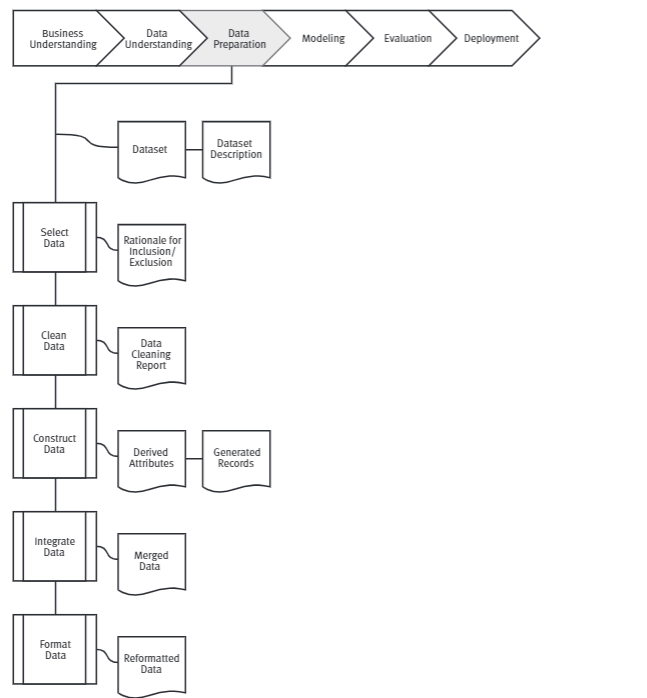 Business
Understanding
Data
Understanding
Data
Preparation
Modeling
Evaluation
Deployment
Dataset
Dataset
Description
Select
Data
Rationale for
Inclusion/
Exclusion
Clean
Data
Data
Cleaning
Report
Construct
Data
Derived
Attributes
Generated
Records
Integrate
Data
Merged
Data
Format
Data
Reformatted
Data